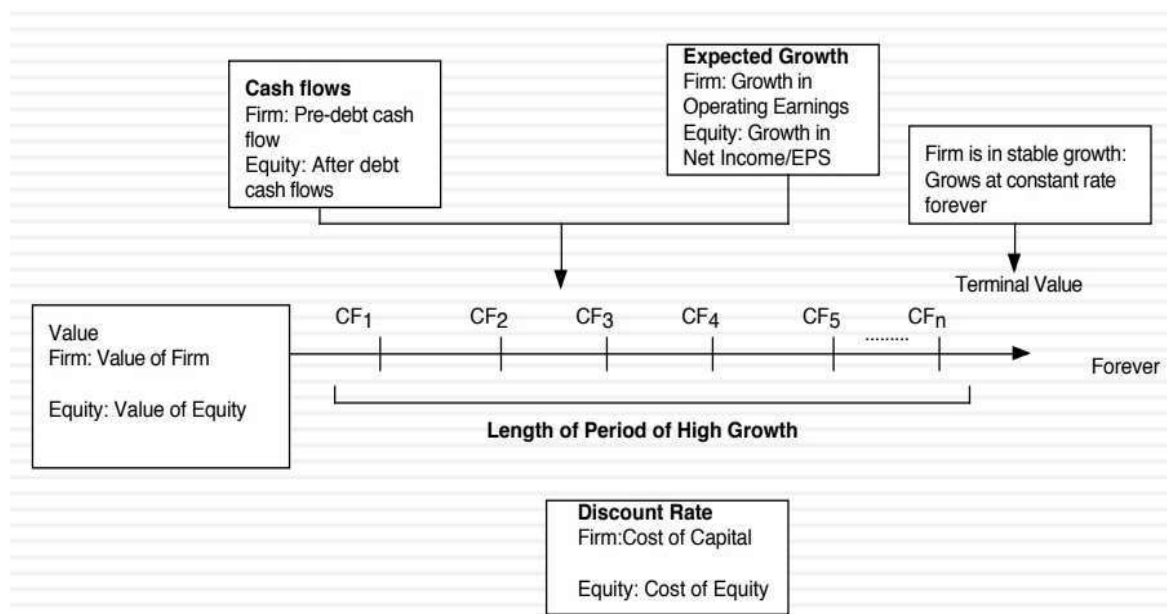 Cash flows
Firm: Pre-debt cash
flow
Equity: After debt
cash flows
Expected Growth
Firm: Growth in
Operating Earnings
Equity: Growth in
Net Income/EPS
Firm is in stable growth:
Grows at constant rate
forever
Terminal Value
Value
Firm: Value of Firm
Equity: Value of Equity
CF1 CF2 CF3 CF4 CF5 ......... CFn
Forever
Length of Period of High Growth
Discount Rate
Firm:Cost of Capital
Equity: Cost of Equity